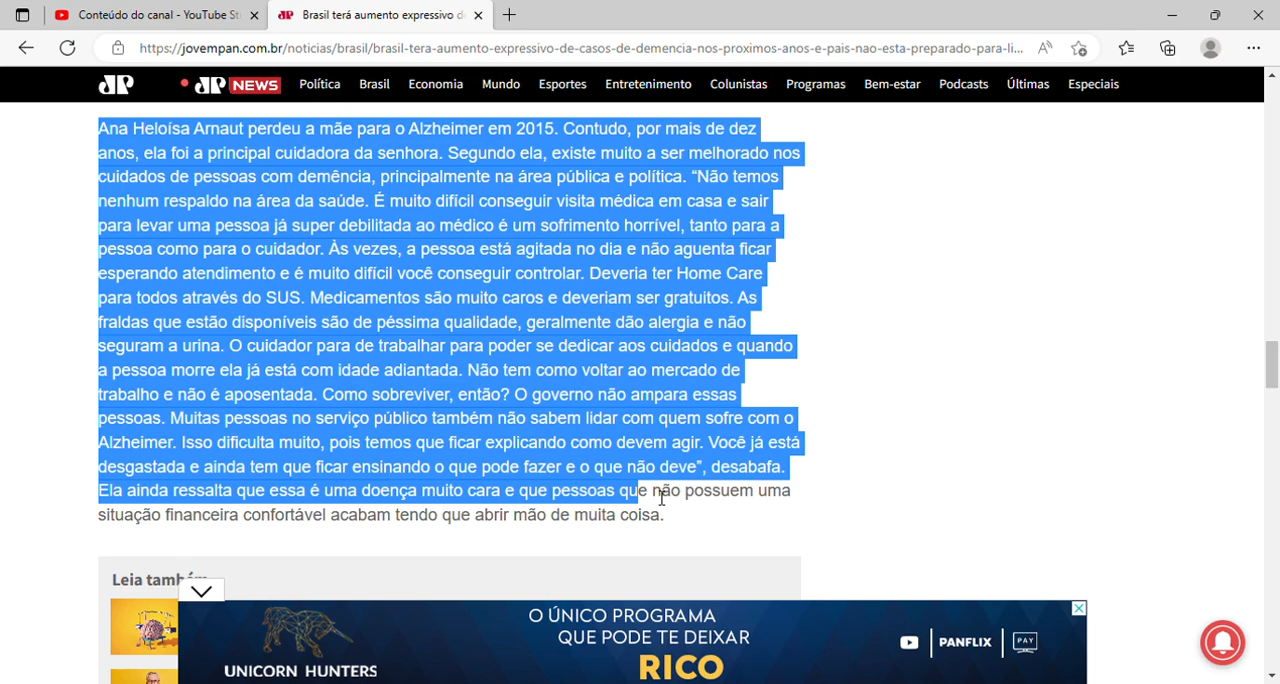 Conteúdo do canal - YouTube St
Brasil terá aumento expressivo d
https://jovempan.com.br/noticias/brasil/brasil-tera-aumento-expressivo-de-casos-de-demencia-nos-proximos-anos-e-pais-nao-esta-preparado-para-li...
JP
JP NEWS
Política
Brasil
Economia
Mundo
Esportes
Entretenimento
Colunistas
Programas
Bem-estar
Podcasts
Últimas
Especiais
Ana Heloísa Arnaut perdeu a mãe para o Alzheimer em 2015. Contudo, por mais de dez
anos, ela foi a principal cuidadora da senhora. Segundo ela, existe muito a ser melhorado nos
cuidados de pessoas com demência, principalmente na área pública e política. “Não temos
nenhum respaldo na área da saúde. É muito difícil conseguir visita médica em casa e sair
para levar uma pessoa já super debilitada ao médico é um sofrimento horrível, tanto para a
pessoa como para o cuidador. Às vezes, a pessoa está agitada no dia e não aguenta ficar
esperando atendimento e é muito difícil você conseguir controlar. Deveria ter Home Care
para todos através do SUS. Medicamentos são muito caros e deveriam ser gratuitos. As
fraldas que estão disponíveis são de péssima qualidade, geralmente dão alergia e não
seguram a urina. O cuidador para de trabalhar para poder se dedicar aos cuidados e quando
a pessoa morre ela já está com idade adiantada. Não tem como voltar ao mercado de
trabalho e não é aposentada. Como sobreviver, então? O governo não ampara essas
pessoas. Muitas pessoas no serviço público também não sabem lidar com quem sofre com o
Alzheimer. Isso dificulta muito, pois temos que ficar explicando como devem agir. Você já está
desgastada e ainda tem que ficar ensinando o que pode fazer e o que não deve”, desabafa.
Ela ainda ressalta que essa é uma doença muito cara e que pessoas que não possuem uma
situação financeira confortável acabam tendo que abrir mão de muita coisa.
Leia também
UNICORN HUNTERS
O ÚNICO PROGRAMA
QUE PODE TE DEIXAR
RICO
PANFLIX
PAY